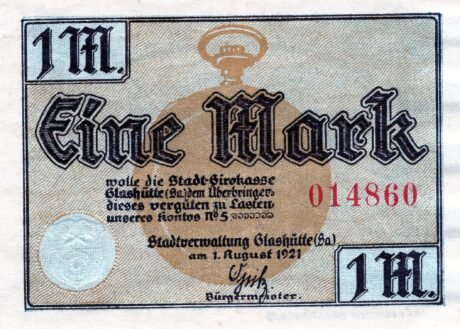 1 M.
Eine Mark
wolle die Stadt-Girokasse
Glashütte (Sa) dem Überbringer
dieses vergüten zu Lasten
unseres Kontos No 5
014860
Stadtverwaltung Glashütte (Sa)
am 1. August 1921
Bürgermeister.
1 M.